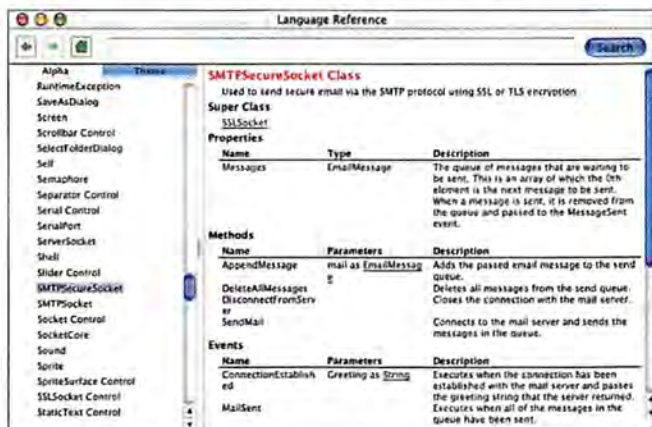 Language Reference
Search
Alpha Theme
RuntimeException
SaveAsDialog
Screen
Scrollbar Control
SelectFolderDialog
Self
Semaphore
Separator Control
Serial Control
SerialPort
ServerSocket
Shell
Slider Control
SMTPSecureSocket
SMTPSocket
Socket Control
SocketCore
Sound
Sprite
SpriteSurface Control
SSLSocket Control
StaticText Control
SMTPSecureSocket Class
Used to send secure email via the SMTP protocol using SSL or TLS encryption
Super Class
SSLSocket
Properties
Name Type Description
Messages EmailMessage The queue of messages that are waiting to
be sent. This is an array of which the 0th
element is the next message to be sent.
When a message is sent, it is removed from
the queue and passed to the MessageSent
event.
Methods
Name Parameters Description
AppendMessage mail as EmailMessag Adds the passed email message to the send
e queue.
DeleteAllMessages Deletes all messages from the send queue.
DisconnectFromServ Closes the connection with the mail server.
er
SendMail Connects to the mail server and sends the
messages in the queue.
Events
Name Parameters Description
ConnectionEstablish Greeting as String Executes when the connection has been
ed established with the mail server and passes
the greeting string that the server returned.
MailSent Executes when all of the messages in the
queue have been sent.